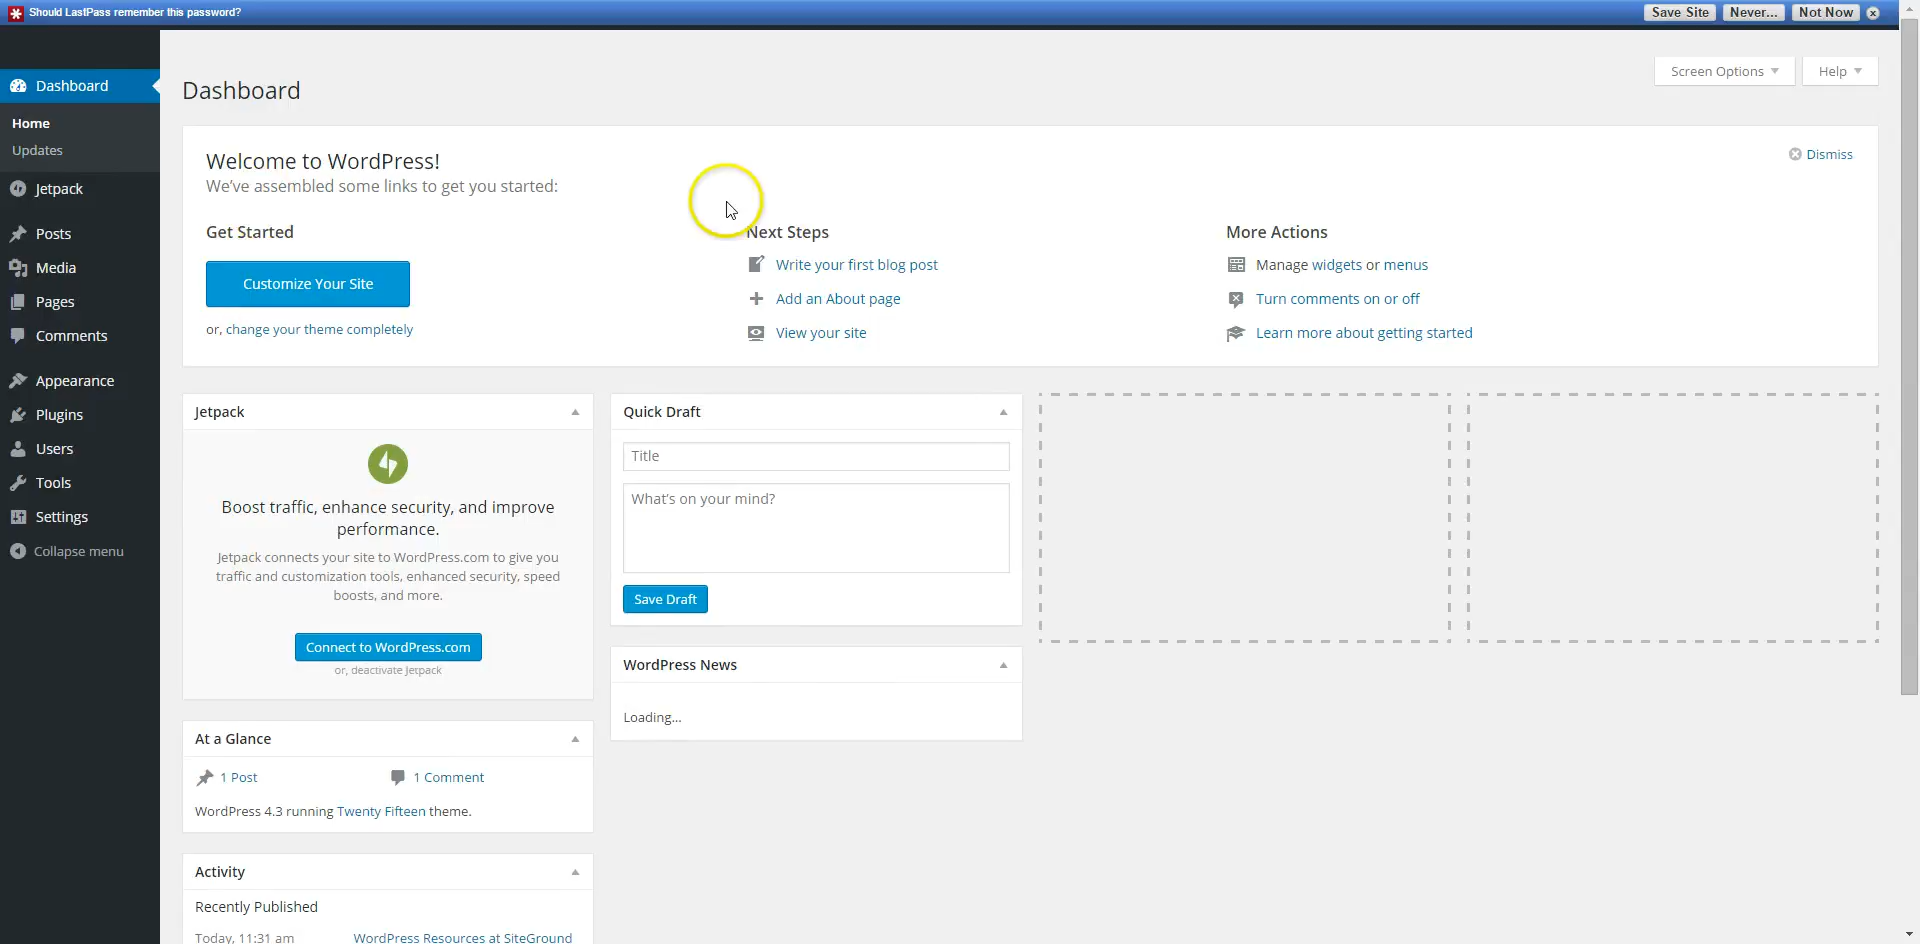 Should LastPass remember this password?
Save Site
Never...
Not Now
Dashboard
Home
Updates
Jetpack
Posts
Media
Pages
Comments
Appearance
Plugins
Users
Tools
Settings
Collapse menu
Screen Options
Help
Dashboard
Welcome to WordPress!
We've assembled some links to get you started:
Dismiss
Get Started
Customize Your Site
or, change your theme completely
Next Steps
Write your first blog post
Add an About page
View your site
More Actions
Manage widgets or menus
Turn comments on or off
Learn more about getting started
Jetpack
Boost traffic, enhance security, and improve
performance.
Jetpack connects your site to WordPress.com to give you
traffic and customization tools, enhanced security, speed
boosts, and more.
Connect to WordPress.com
or, deactivate Jetpack
At a Glance
1 Post
1 Comment
WordPress 4.3 running Twenty Fifteen theme.
Activity
Recently Published
Today, 11:31 am
WordPress Resources at SiteGround
Quick Draft
Title
What's on your mind?
Save Draft
WordPress News
Loading...